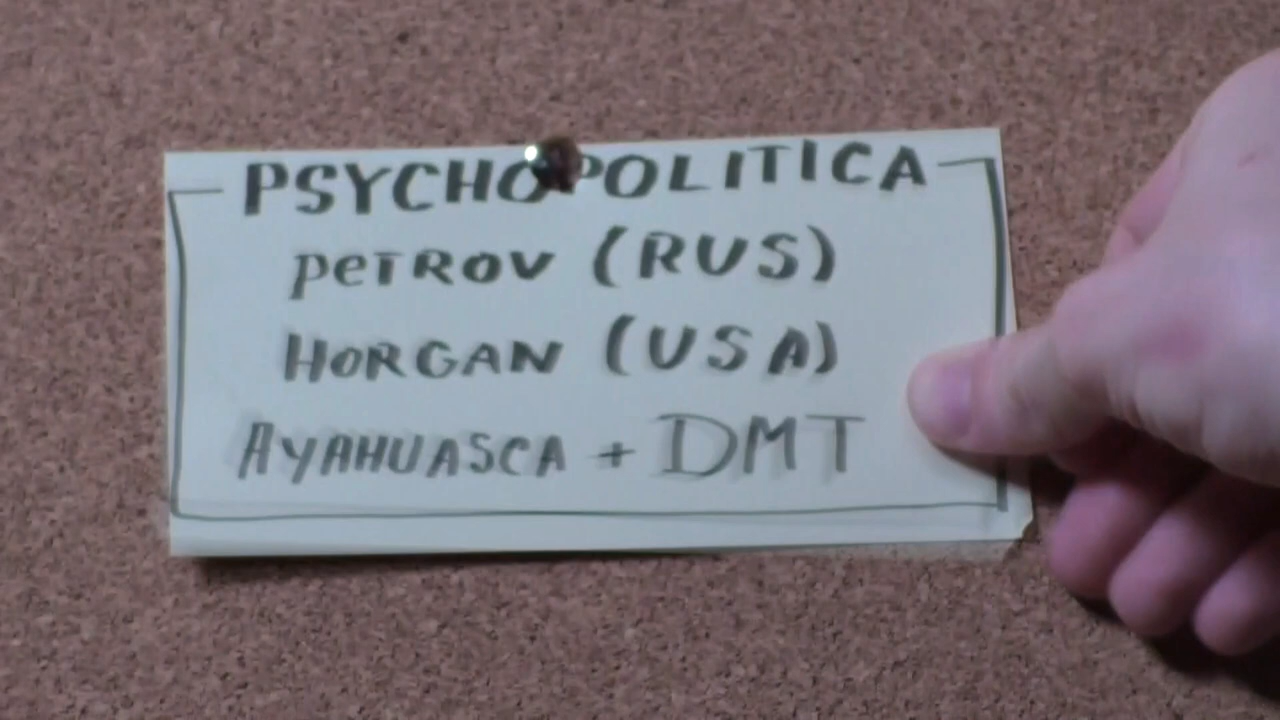 PSYCHOPOLITICA
PeTROV (RUS)
HORGAN (USA)
AYAHUASCA + DMT